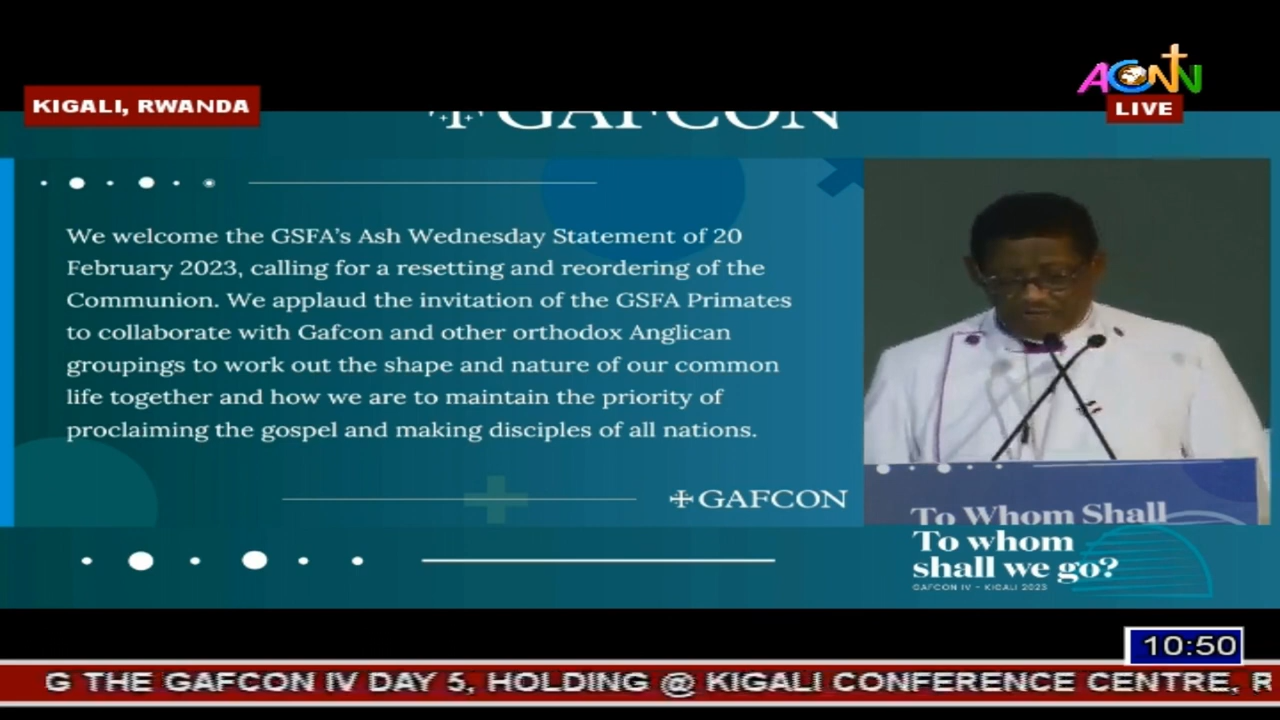 ACNN
KIGALI, RWANDA
LIVE
GAFCON
We welcome the GSFA's Ash Wednesday Statement of 20
February 2023, calling for a resetting and reordering of the
Communion. We applaud the invitation of the GSFA Primates
to collaborate with Gafcon and other orthodox Anglican
groupings to work out the shape and nature of our common
life together and how we are to maintain the priority of
proclaiming the gospel and making disciples of all nations.
GAFCON
To Whom Shall
To whom
shall we go?
GAFCON IV - KIGALI 2023
10:50
G THE GAFCON IV DAY 5, HOLDING @ KIGALI CONFERENCE CENTRE, R